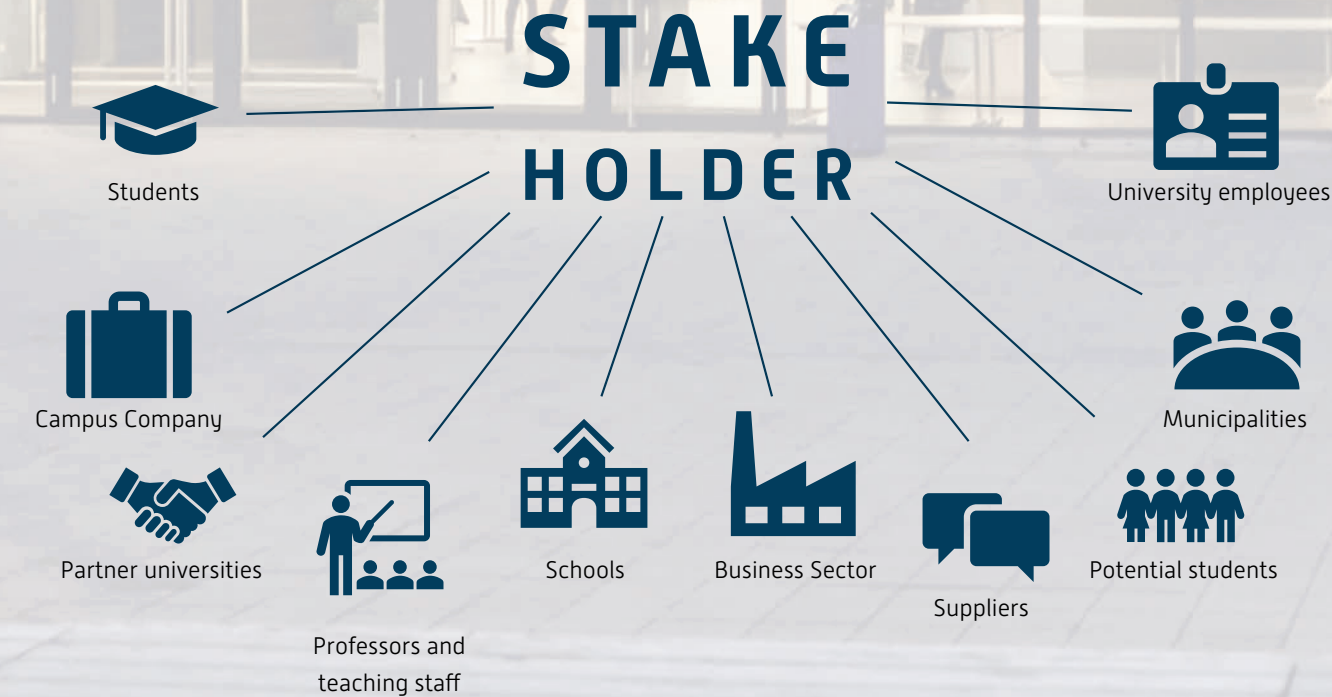 STAKE
HOLDER
Students
University employees
Campus Company
Municipalities
Partner universities
Professors and
teaching staff
Schools
Business Sector
Suppliers
Potential students